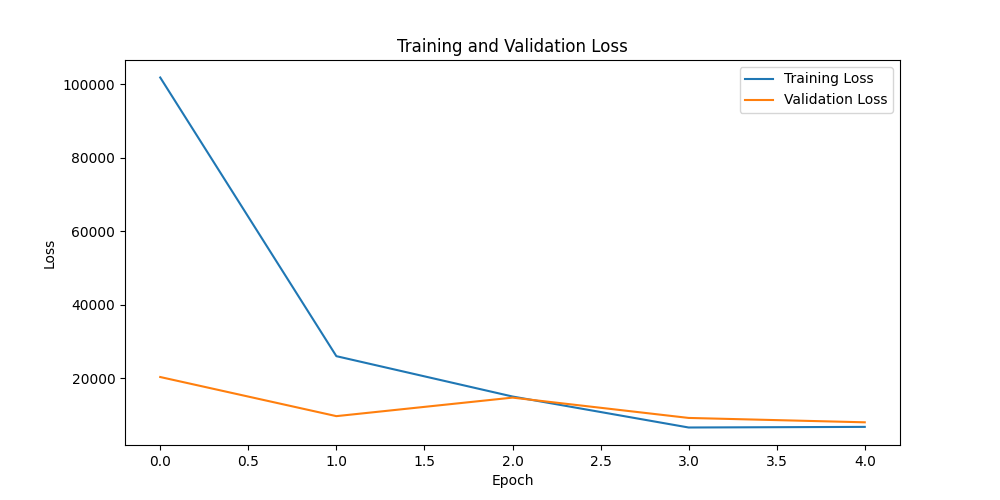 Training and Validation Loss
Training Loss
Validation Loss
100000
80000
60000
40000
20000
Loss
0.0 0.5 1.0 1.5 2.0 2.5 3.0 3.5 4.0
Epoch